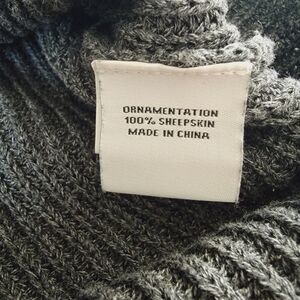 ORNAMENTATION
100% SHEEPSKIN
MADE IN CHINA